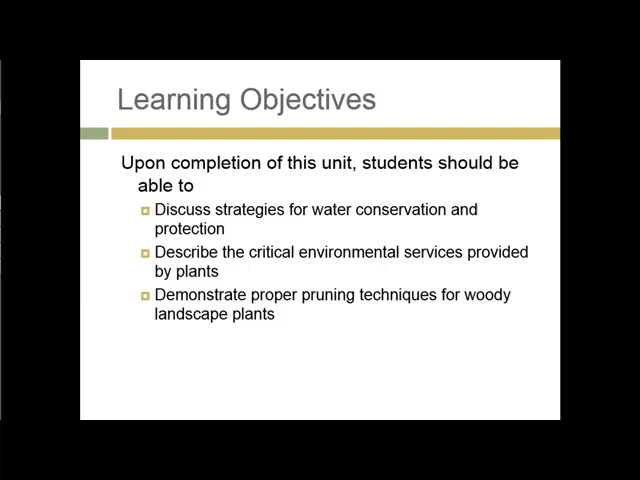 Learning Objectives
Upon completion of this unit, students should be
able to
Discuss strategies for water conservation and
protection
Describe the critical environmental services provided
by plants
Demonstrate proper pruning techniques for woody
landscape plants